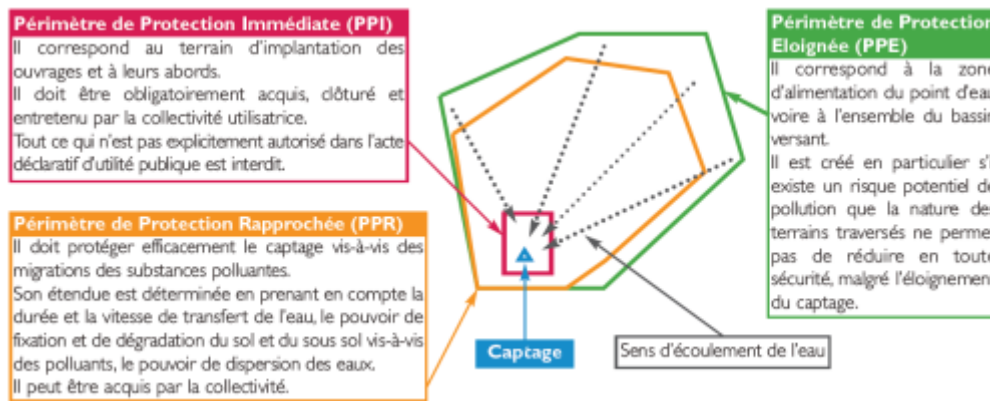 Périmètre de Protection Immédiate (PPI)
Il correspond au terrain d'implantation des
ouvrages et à leurs abords.
Il doit être obligatoirement acquis, clôturé et
entretenu par la collectivité utilisatrice.
Tout ce qui n'est pas explicitement autorisé dans l'acte
déclaratif d'utilité publique est interdit.
Périmètre de Protection Rapprochée (PPR)
Il doit protéger efficacement le captage vis-à-vis des
migrations des substances polluantes.
Son étendue est déterminée en prenant en compte la
durée et la vitesse de transfert de l'eau, le pouvoir de
fixation et de dégradation du sol et du sous sol vis-à-vis
des polluants, le pouvoir de dispersion des eaux.
Il peut être acquis par la collectivité.
Captage
Sens d'écoulement de l'eau
Périmètre de Protection
Eloignée (PPE)
Il correspond à la zone
d'alimentation du point d'eau
voire à l'ensemble du bassin
versant.
Il est créé en particulier s'i
existe un risque potentiel de
pollution que la nature des
terrains traversés ne permet
pas de réduire en toute
sécurité, malgré l'éloignement
du captage.